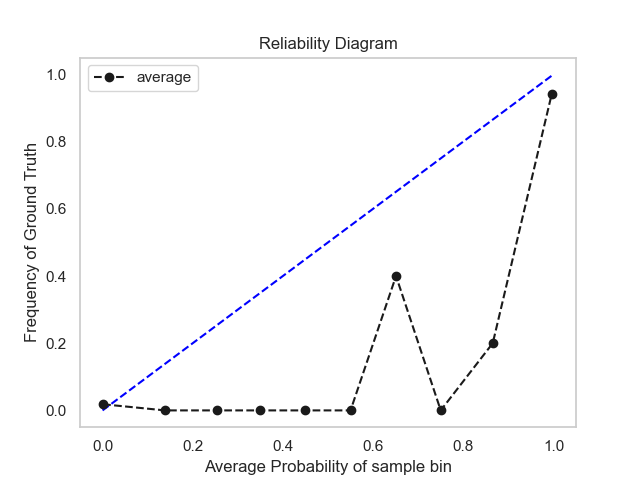 Reliability Diagram
average
1.0
0.8
0.6
0.4
0.2
0.0
Frequency of Ground Truth
0.0 0.2 0.4 0.6 0.8 1.0
Average Probability of sample bin